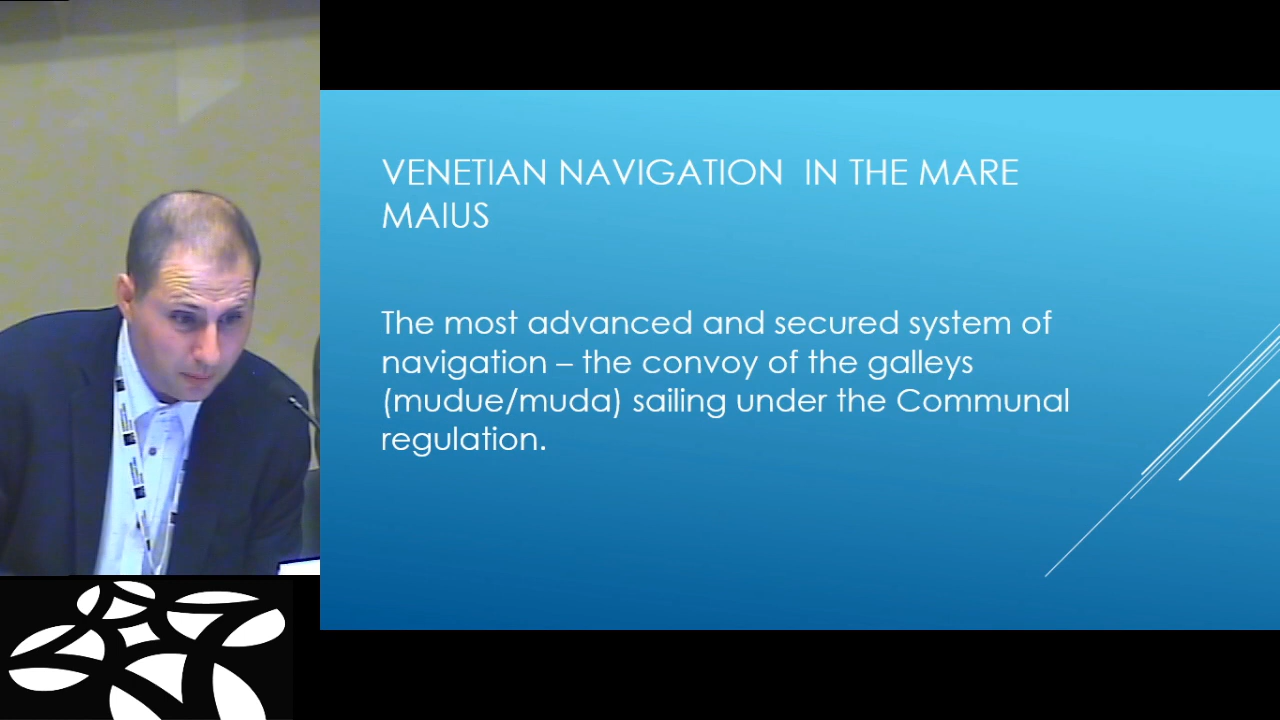 VENETIAN NAVIGATION IN THE MARE
MAIUS
The most advanced and secured system of
navigation – the convoy of the galleys
(mudue/muda) sailing under the Communal
regulation.